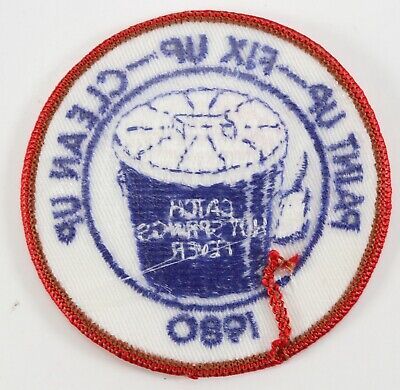 PAINT UP—FIX UP—CLEAN UP
CATCH
HOT SPRINGS
FEVER
1980